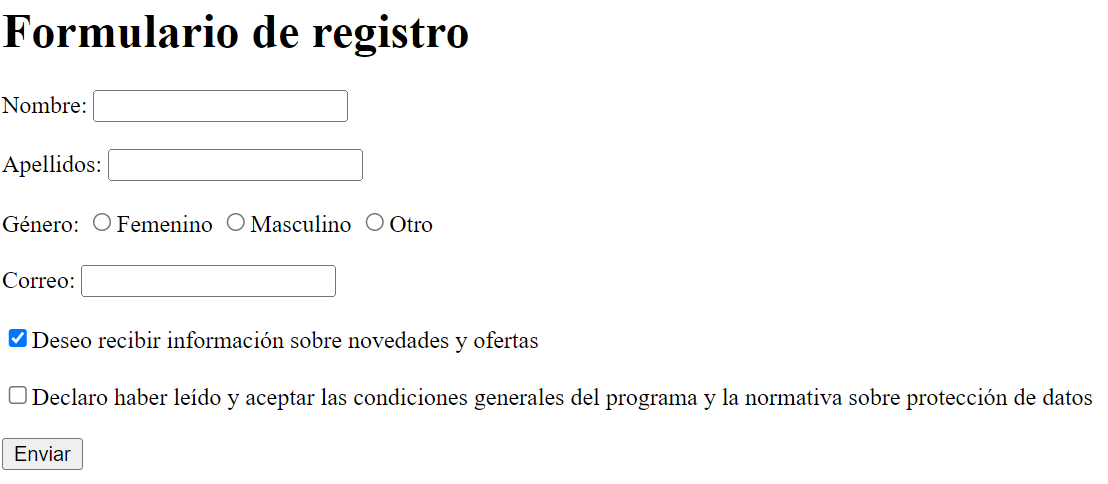 Formulario de registro
Nombre:
Apellidos:
Género: Femenino Masculino Otro
Correo:
Deseo recibir información sobre novedades y ofertas
Declaro haber leído y aceptar las condiciones generales del programa y la normativa sobre protección de datos
Enviar